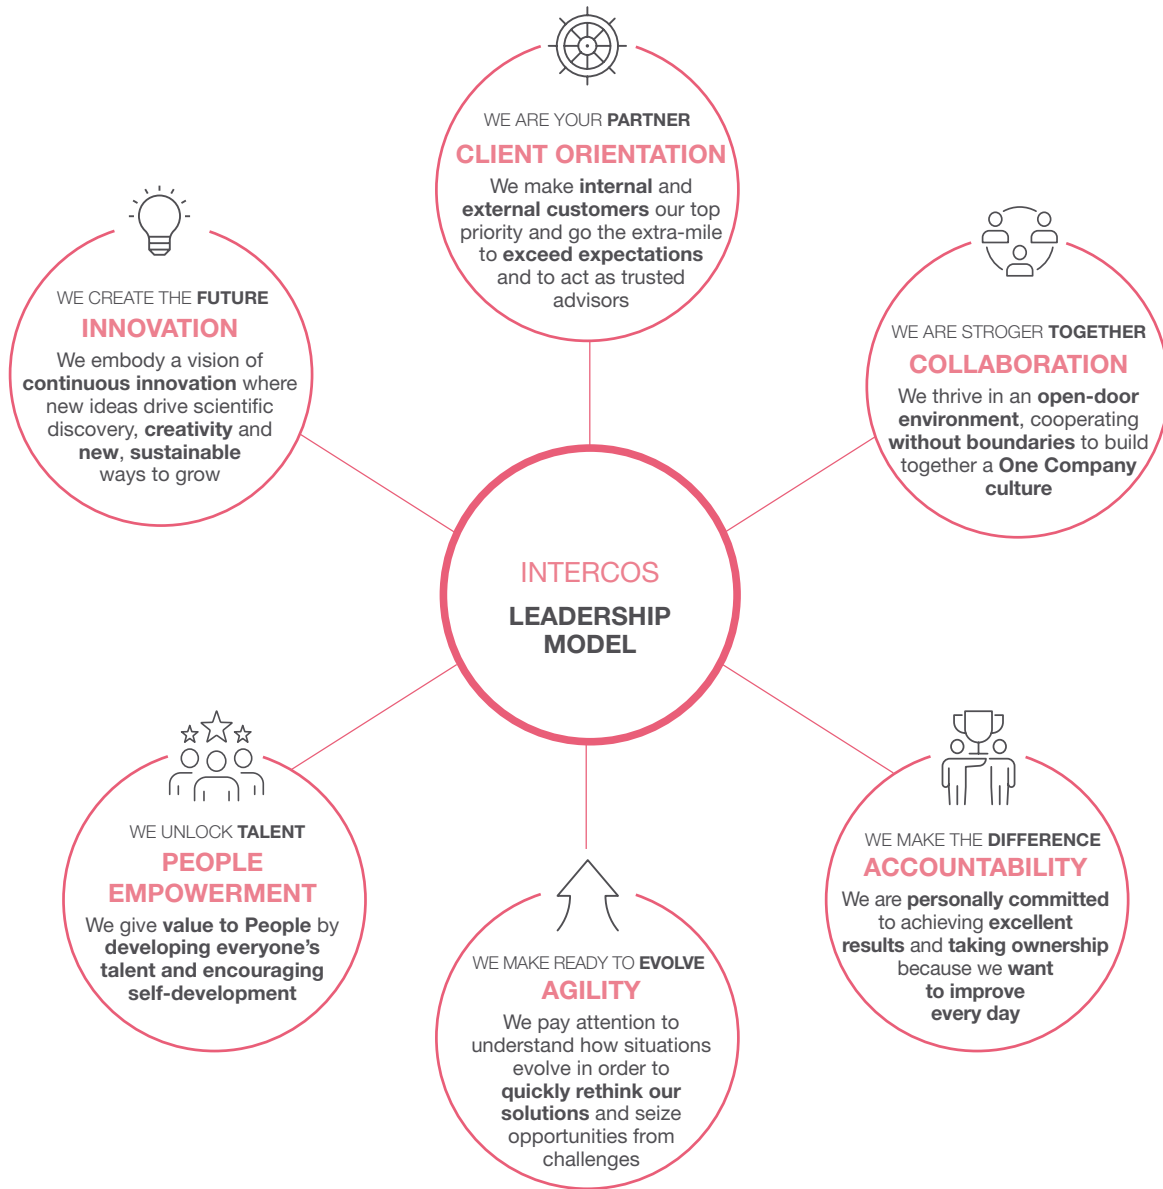 WE ARE YOUR PARTNER
CLIENT ORIENTATION
We make internal and
external customers our top
priority and go the extra-mile
to exceed expectations
and to act as trusted
advisors
WE CREATE THE FUTURE
INNOVATION
We embody a vision of
continuous innovation where
new ideas drive scientific
discovery, creativity and
new, sustainable
ways to grow
WE ARE STROGER TOGETHER
COLLABORATION
We thrive in an open-door
environment, cooperating
without boundaries to build
together a One Company
culture
INTERCOS
LEADERSHIP
MODEL
WE UNLOCK TALENT
PEOPLE
EMPOWERMENT
We give value to People by
developing everyone's
talent and encouraging
self-development
WE MAKE READY TO EVOLVE
AGILITY
We pay attention to
understand how situations
evolve in order to
quickly rethink our
solutions and seize
opportunities from
challenges
WE MAKE THE DIFFERENCE
ACCOUNTABILITY
We are personally committed
to achieving excellent
results and taking ownership
because we want
to improve
every day